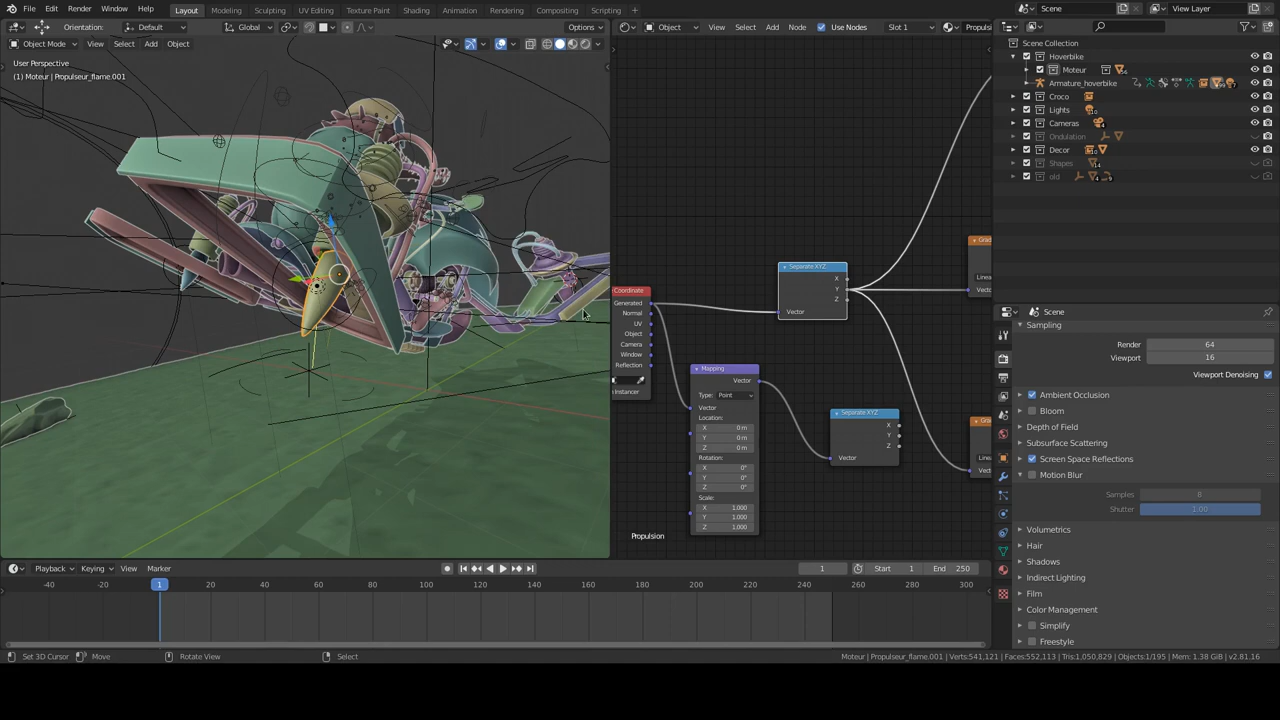 File Edit Render Window Help Layout Modeling Sculpting UV Editing Texture Paint Shading Animation Rendering Compositing Scripting Scene View Layer
Orientation: Default Global Options Object View Select Add Node Use Nodes Slot 1 Propuls
Object Mode View Select Add Object
User Perspective
(1) Moteur | Propulseur_flame.001
Scene Collection
Hoverbike
Moteur
Armature_hoverbike
Croco
Lights
Cameras
Ondulation
Decor
Shapes
old
Separate XYZ
X
Y
Z
Vector
Coordinate
Generated
Normal
UV
Object
Camera
Window
Reflection
Instancer
Mapping
Vector
Type: Point
Vector
Location:
X 0 m
Y 0 m
Z 0 m
Rotation:
X 0°
Y 0°
Z 0°
Scale:
X 1.000
Y 1.000
Z 1.000
Separate XYZ
X
Y
Z
Vector
Grad
Linea
Vecto
Grad
Linea
Vecto
Propulsion
Scene
Sampling
Render 64
Viewport 16
Viewport Denoising
Ambient Occlusion
Bloom
Depth of Field
Subsurface Scattering
Screen Space Reflections
Motion Blur
Samples 8
Shutter 1.00
Volumetrics
Hair
Shadows
Indirect Lighting
Film
Color Management
Simplify
Freestyle
Playback Keying View Marker 1 Start 1 End 250
-40 -20 1 20 40 60 80 100 120 140 160 180 200 220 240 260 280 300
Set 3D Cursor Move Rotate View Select Moteur | Propulseur_flame.001 | Verts:541,121 | Faces:552,113 | Tris:1,050,829 | Objects:1/195 | Mem: 1.38 GiB | v2.81.16